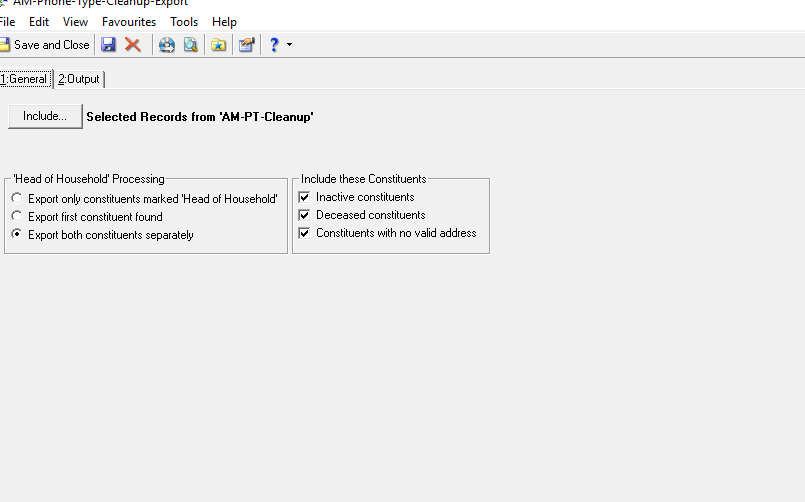 AM-Phone-Type-Cleanup-Export
File Edit View Favourites Tools Help
Save and Close
1:General 2:Output
Include... Selected Records from 'AM-PT-Cleanup'
'Head of Household' Processing
Export only constituents marked 'Head of Household'
Export first constituent found
Export both constituents separately
Include these Constituents
Inactive constituents
Deceased constituents
Constituents with no valid address